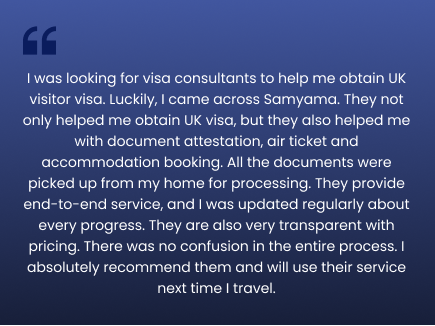 “
I was looking for visa consultants to help me obtain UK
visitor visa. Luckily, I came across Samyama. They not
only helped me obtain UK visa, but they also helped me
with document attestation, air ticket and
accommodation booking. All the documents were
picked up from my home for processing. They provide
end-to-end service, and I was updated regularly about
every progress. They are also very transparent with
pricing. There was no confusion in the entire process. I
absolutely recommend them and will use their service
next time I travel.